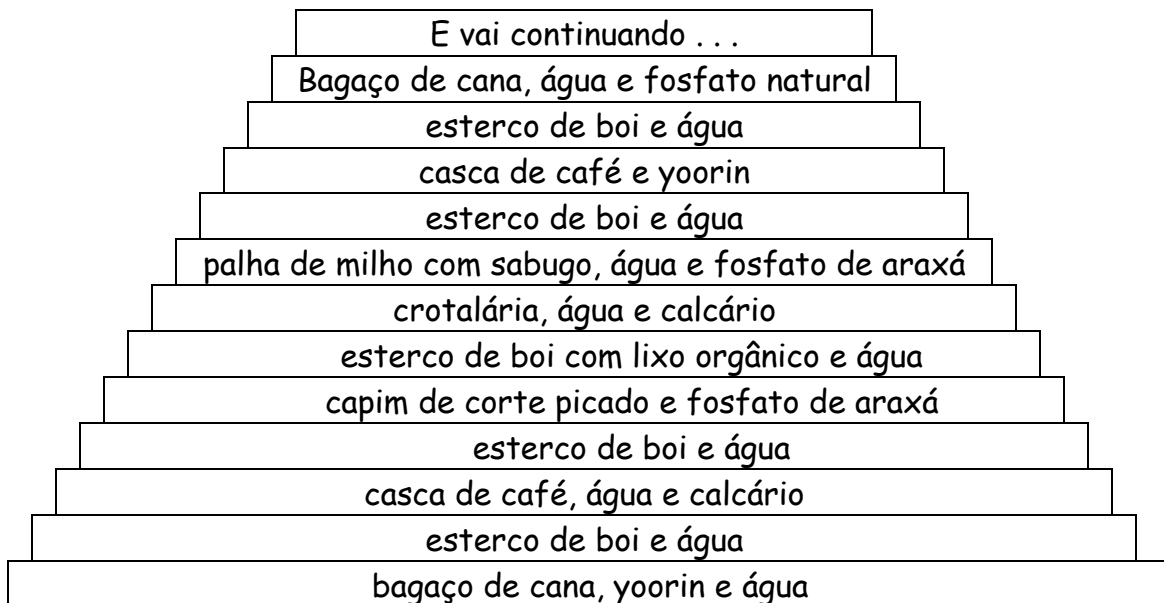 E vai continuando . . .
Bagaço de cana, água e fosfato natural
esterco de boi e água
casca de café e yoorin
esterco de boi e água
palha de milho com sabugo, água e fosfato de araxá
crotalária, água e calcário
esterco de boi com lixo orgânico e água
capim de corte picado e fosfato de araxá
esterco de boi e água
casca de café, água e calcário
esterco de boi e água
bagaço de cana, yoorin e água